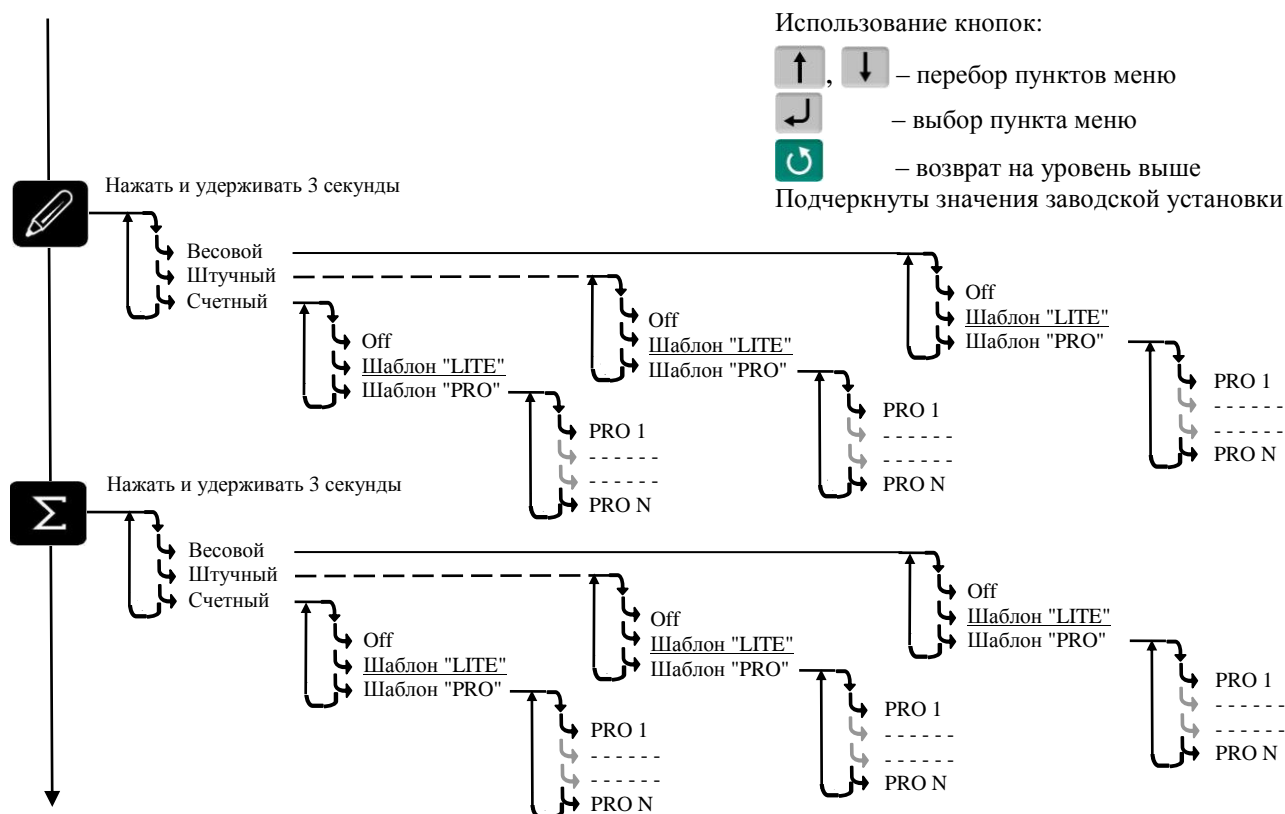 Использование кнопок:
, – перебор пунктов меню
– выбор пункта меню
– возврат на уровень выше
Подчеркнуты значения заводской установки
Нажать и удерживать 3 секунды
Весовой
Штучный
Счетный
Off
Шаблон "LITE"
Шаблон "PRO"
PRO 1
- - - - - -
- - - - - -
PRO N
Off
Шаблон "LITE"
Шаблон "PRO"
PRO 1
- - - - - -
- - - - - -
PRO N
Off
Шаблон "LITE"
Шаблон "PRO"
PRO 1
- - - - - -
- - - - - -
PRO N
Нажать и удерживать 3 секунды
Σ
Весовой
Штучный
Счетный
Off
Шаблон "LITE"
Шаблон "PRO"
PRO 1
- - - - - -
- - - - - -
PRO N
Off
Шаблон "LITE"
Шаблон "PRO"
PRO 1
- - - - - -
- - - - - -
PRO N
Off
Шаблон "LITE"
Шаблон "PRO"
PRO 1
- - - - - -
- - - - - -
PRO N